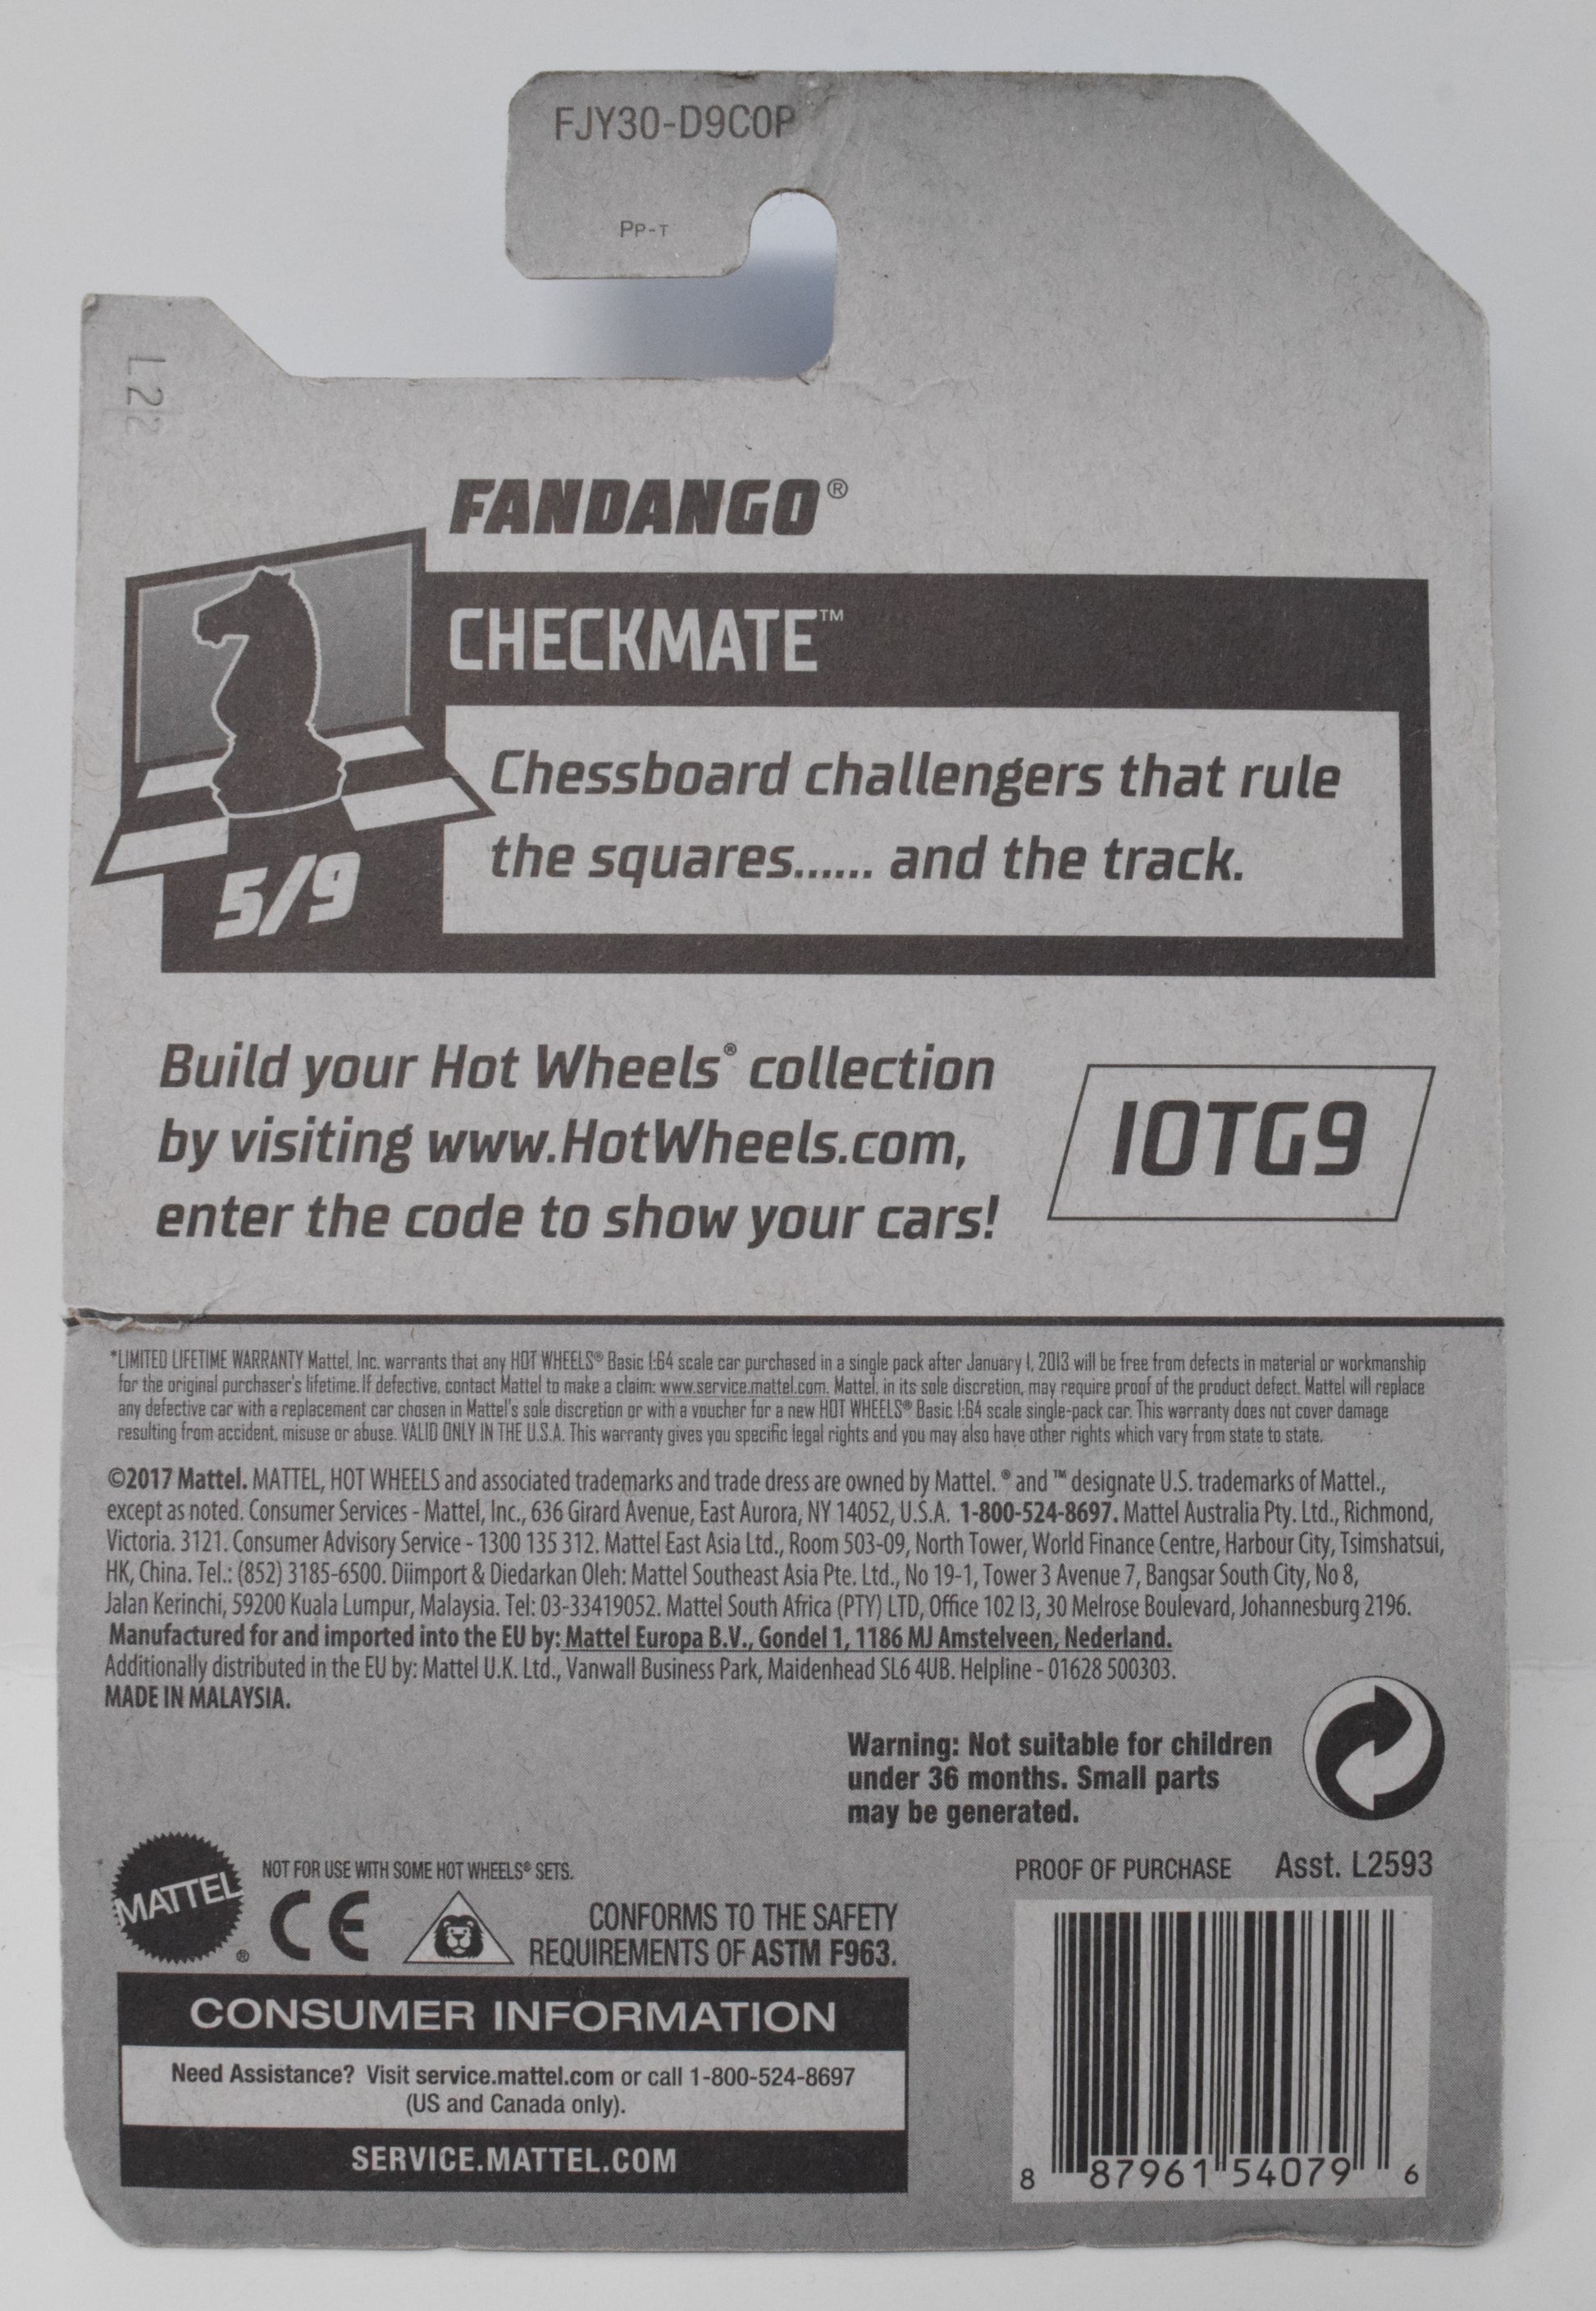 FJY30-D9C0P
PP-T
L22
FANDANGO®
CHECKMATE™
Chessboard challengers that rule
the squares...... and the track.
5/9
Build your Hot Wheels® collection
by visiting www.HotWheels.com,
enter the code to show your cars!
IOTG9
*LIMITED LIFETIME WARRANTY Mattel, Inc. warrants that any HOT WHEELS® Basic 1:64 scale car purchased in a single pack after January 1, 2013 will be free from defects in material or workmanship
for the original purchaser's lifetime. If defective, contact Mattel to make a claim: www.service.mattel.com. Mattel, in its sole discretion, may require proof of the product defect. Mattel will replace
any defective car with a replacement car chosen in Mattel's sole discretion or with a voucher for a new HOT WHEELS® Basic 1:64 scale single-pack car. This warranty does not cover damage
resulting from accident, misuse or abuse. VALID ONLY IN THE U.S.A. This warranty gives you specific legal rights and you may also have other rights which vary from state to state.
©2017 Mattel. MATTEL, HOT WHEELS and associated trademarks and trade dress are owned by Mattel. ® and ™ designate U.S. trademarks of Mattel.,
except as noted. Consumer Services - Mattel, Inc., 636 Girard Avenue, East Aurora, NY 14052, U.S.A. 1-800-524-8697. Mattel Australia Pty. Ltd., Richmond,
Victoria. 3121. Consumer Advisory Service - 1300 135 312. Mattel East Asia Ltd., Room 503-09, North Tower, World Finance Centre, Harbour City, Tsimshatsui,
HK, China. Tel.: (852) 3185-6500. Diimport & Diedarkan Oleh: Mattel Southeast Asia Pte. Ltd., No 19-1, Tower 3 Avenue 7, Bangsar South City, No 8,
Jalan Kerinchi, 59200 Kuala Lumpur, Malaysia. Tel: 03-33419052. Mattel South Africa (PTY) LTD, Office 102 I3, 30 Melrose Boulevard, Johannesburg 2196.
Manufactured for and imported into the EU by: Mattel Europa B.V., Gondel 1, 1186 MJ Amstelveen, Nederland.
Additionally distributed in the EU by: Mattel U.K. Ltd., Vanwall Business Park, Maidenhead SL6 4UB. Helpline - 01628 500303.
MADE IN MALAYSIA.
Warning: Not suitable for children
under 36 months. Small parts
may be generated.
MATTEL®
NOT FOR USE WITH SOME HOT WHEELS® SETS.
CE
CONFORMS TO THE SAFETY
REQUIREMENTS OF ASTM F963.
PROOF OF PURCHASE Asst. L2593
CONSUMER INFORMATION
Need Assistance? Visit service.mattel.com or call 1-800-524-8697
(US and Canada only).
SERVICE.MATTEL.COM
8 87961 54079 6